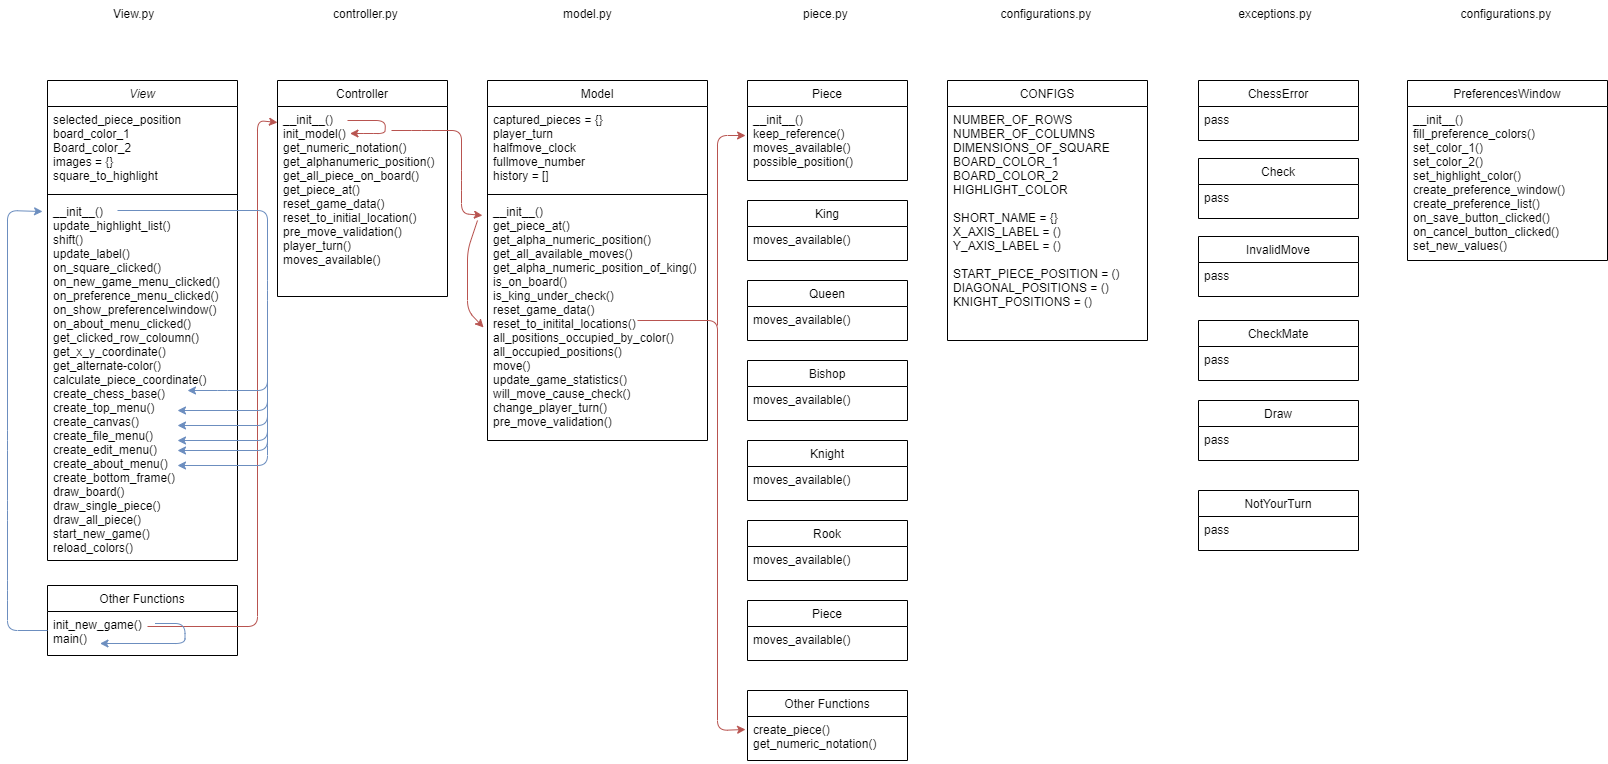 View.py
controller.py
model.py
piece.py
configurations.py
exceptions.py
configurations.py
View
selected_piece_position
board_color_1
Board_color_2
images = {}
square_to_highlight
__init__()
update_highlight_list()
shift()
update_label()
on_square_clicked()
on_new_game_menu_clicked()
on_preference_menu_clicked()
on_show_preferencelwindow()
on_about_menu_clicked()
get_clicked_row_coloumn()
get_x_y_coordinate()
get_alternate-color()
calculate_piece_coordinate()
create_chess_base()
create_top_menu()
create_canvas()
create_file_menu()
create_edit_menu()
create_about_menu()
create_bottom_frame()
draw_board()
draw_single_piece()
draw_all_piece()
start_new_game()
reload_colors()
Other Functions
init_new_game()
main()
Controller
__init__()
init_model()
get_numeric_notation()
get_alphanumeric_position()
get_all_piece_on_board()
get_piece_at()
reset_game_data()
reset_to_initial_location()
pre_move_validation()
player_turn()
moves_available()
Model
captured_pieces = {}
player_turn
halfmove_clock
fullmove_number
history = []
__init__()
get_piece_at()
get_alpha_numeric_position()
get_all_available_moves()
get_alpha_numeric_position_of_king()
is_on_board()
is_king_under_check()
reset_game_data()
reset_to_initital_locations()
all_positions_occupied_by_color()
all_occupied_positions()
move()
update_game_statistics()
will_move_cause_check()
change_player_turn()
pre_move_validation()
Piece
__init__()
keep_reference()
moves_available()
possible_position()
King
moves_available()
Queen
moves_available()
Bishop
moves_available()
Knight
moves_available()
Rook
moves_available()
Piece
moves_available()
Other Functions
create_piece()
get_numeric_notation()
CONFIGS
NUMBER_OF_ROWS
NUMBER_OF_COLUMNS
DIMENSIONS_OF_SQUARE
BOARD_COLOR_1
BOARD_COLOR_2
HIGHLIGHT_COLOR
SHORT_NAME = {}
X_AXIS_LABEL = ()
Y_AXIS_LABEL = ()
START_PIECE_POSITION = ()
DIAGONAL_POSITIONS = ()
KNIGHT_POSITIONS = ()
ChessError
pass
Check
pass
InvalidMove
pass
CheckMate
pass
Draw
pass
NotYourTurn
pass
PreferencesWindow
__init__()
fill_preference_colors()
set_color_1()
set_color_2()
set_highlight_color()
create_preference_window()
create_preference_list()
on_save_button_clicked()
on_cancel_button_clicked()
set_new_values()